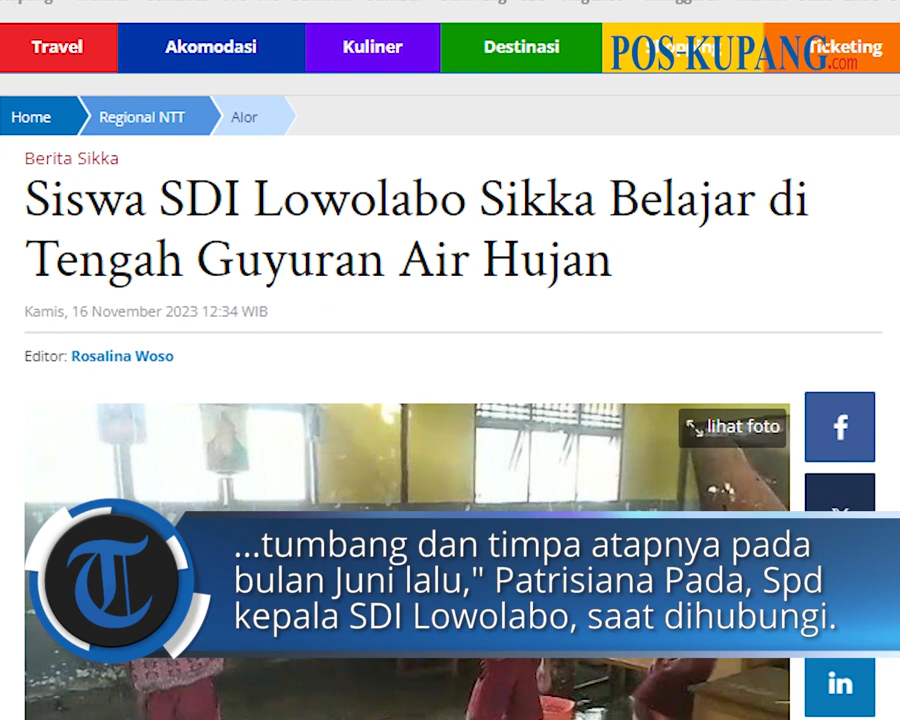 Travel
Akomodasi
Kuliner
Destinasi
Shopping
Ticketing
POS-KUPANG.com
Home
Regional NTT
Alor
Berita Sikka
Siswa SDI Lowolabo Sikka Belajar di
Tengah Guyuran Air Hujan
Kamis, 16 November 2023 12:34 WIB
Editor: Rosalina Woso
lihat foto
f
T
...tumbang dan timpa atapnya pada
bulan Juni lalu," Patrisiana Pada, Spd
kepala SDI Lowolabo, saat dihubungi.
in